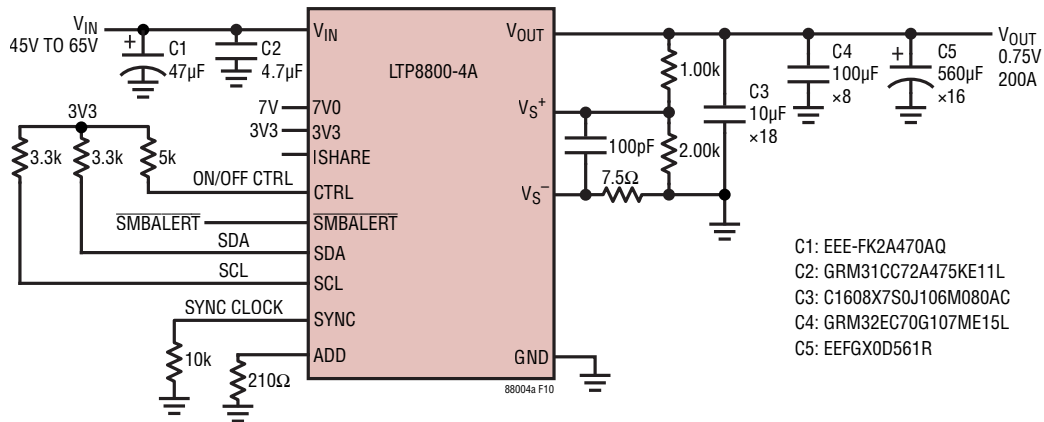 VIN
45V TO 65V
C1
47µF
C2
4.7µF
VIN
VOUT
LTP8800-4A
7V
7V0
3V3
3V3
ISHARE
3V3
3.3k
3.3k
5k
ON/OFF CTRL
CTRL
SMBALERT
SMBALERT
SDA
SDA
SCL
SCL
SYNC CLOCK
SYNC
10k
ADD
210Ω
VS+
VS–
GND
1.00k
2.00k
100pF
7.5Ω
C3
10µF
×18
C4
100µF
×8
+
C5
560µF
×16
+
VOUT
0.75V
200A
C1: EEE-FK2A470AQ
C2: GRM31CC72A475KE11L
C3: C1608X7S0J106M080AC
C4: GRM32EC70G107ME15L
C5: EEFGX0D561R
88004a F10